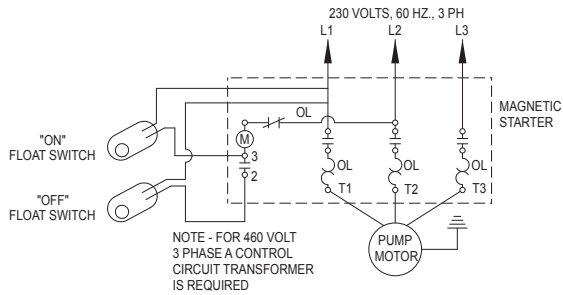 230 VOLTS, 60 HZ., 3 PH
L1
L2
L3
OL
MAGNETIC
STARTER
"ON"
FLOAT SWITCH
M
3
2
OL
OL
OL
T1
T2
T3
"OFF"
FLOAT SWITCH
PUMP
MOTOR
NOTE - FOR 460 VOLT
3 PHASE A CONTROL
CIRCUIT TRANSFORMER
IS REQUIRED